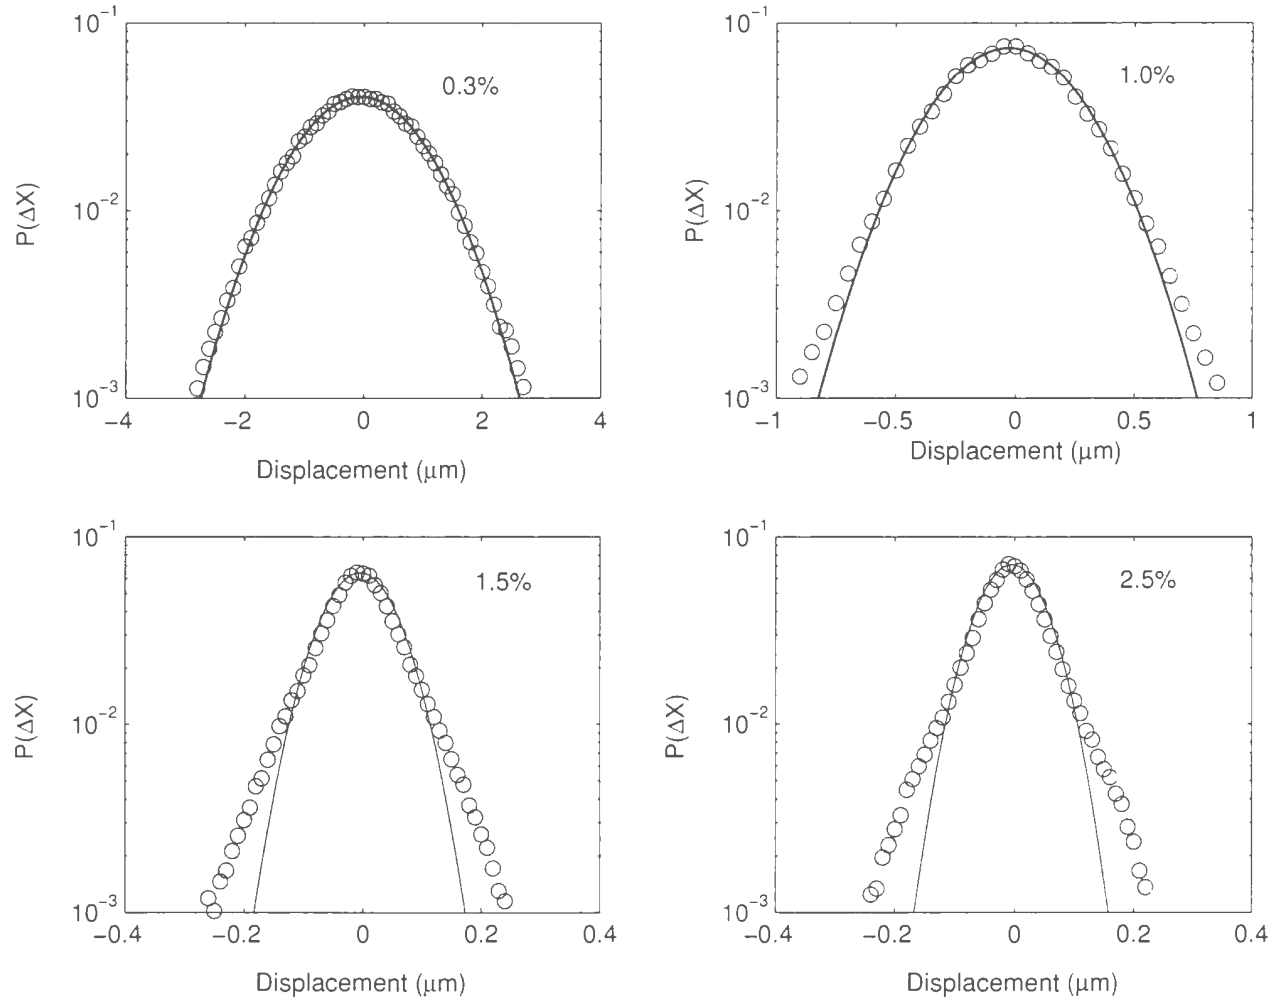 10⁻¹
0.3%
P(ΔX)
10⁻²
10⁻³
−4 −2 0 2 4
Displacement (μm)
10⁻¹
1.0%
P(ΔX)
10⁻²
10⁻³
−1 −0.5 0 0.5 1
Displacement (μm)
10⁻¹
1.5%
P(ΔX)
10⁻²
10⁻³
−0.4 −0.2 0 0.2 0.4
Displacement (μm)
10⁻¹
2.5%
P(ΔX)
10⁻²
10⁻³
−0.4 −0.2 0 0.2 0.4
Displacement (μm)